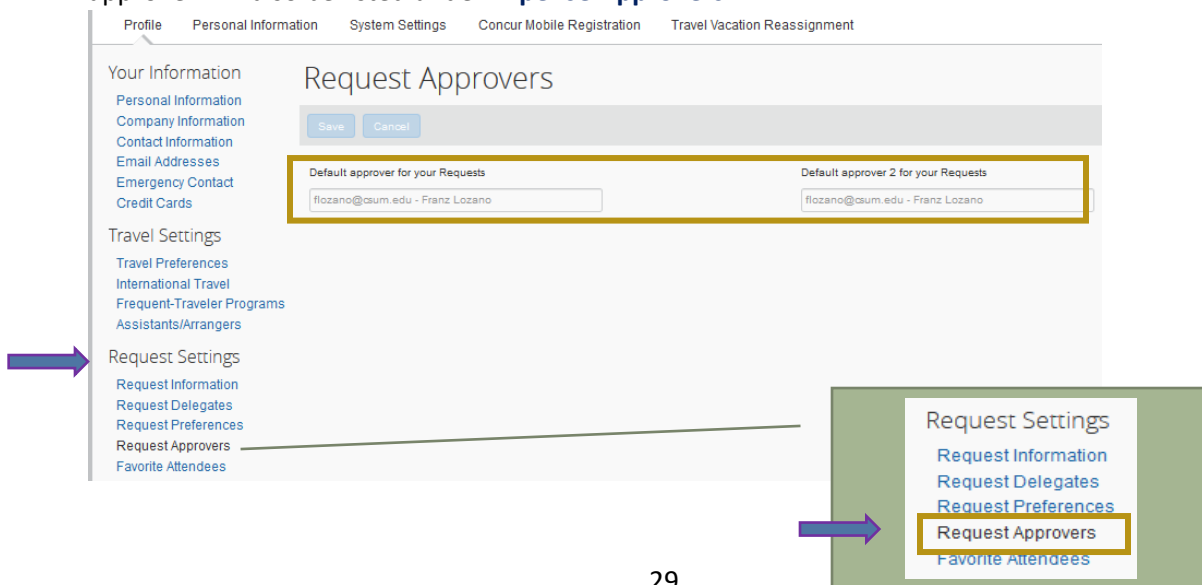 Profile Personal Information System Settings Concur Mobile Registration Travel Vacation Reassignment
Your Information
Personal Information
Company Information
Contact Information
Email Addresses
Emergency Contact
Credit Cards
Travel Settings
Travel Preferences
International Travel
Frequent-Traveler Programs
Assistants/Arrangers
Request Settings
Request Information
Request Delegates
Request Preferences
Request Approvers
Favorite Attendees
Request Approvers
Save Cancel
Default approver for your Requests
flozano@csum.edu - Franz Lozano
Default approver 2 for your Requests
flozano@csum.edu - Franz Lozano
Request Settings
Request Information
Request Delegates
Request Preferences
Request Approvers
Favorite Attendees
29